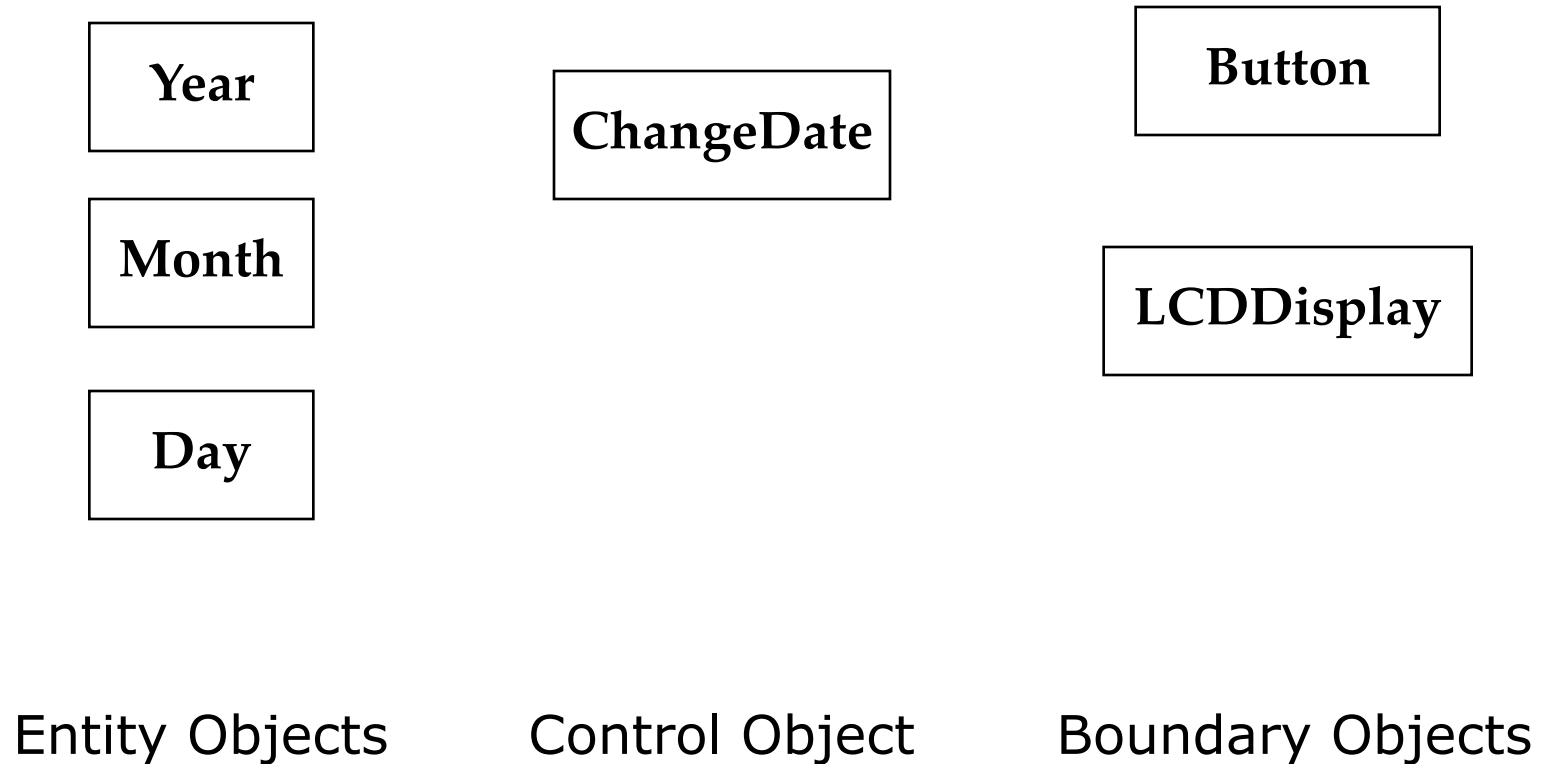 Year
Month
Day
ChangeDate
Button
LCDDisplay
Entity Objects
Control Object
Boundary Objects